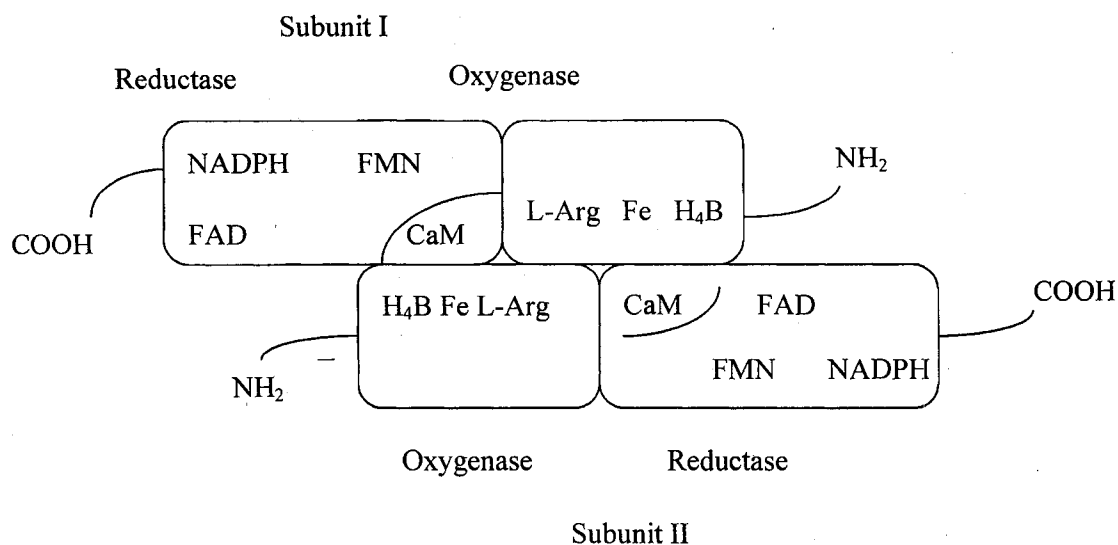 Subunit I
Reductase Oxygenase
NADPH FMN NH₂
L-Arg Fe H₄B
COOH FAD CaM
H₄B Fe L-Arg CaM FAD COOH
FMN NADPH
NH₂
Oxygenase Reductase
Subunit II